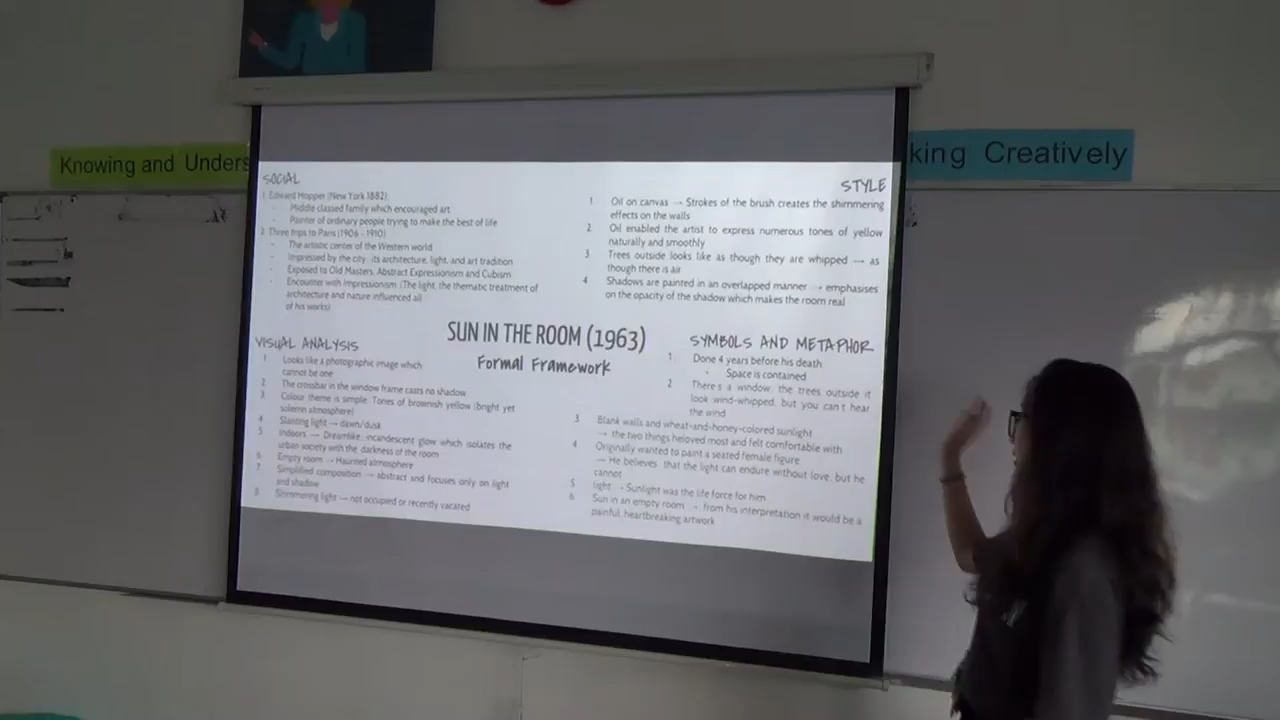 Knowing and Unders
king Creatively
SOCIAL
1 Edward Hopper (New York 1882)
- Middle classed family which encouraged art
- Painter of ordinary people trying to make the best of life
2 Three trips to Paris (1906 - 1910)
- The artistic center of the Western world
- Impressed by the city, its architecture, light, and art tradition
- Exposed to Old Masters, Abstract Expressionism and Cubism
- Encounter with Impressionism (The light, the thematic treatment of
architecture and nature influenced all
of his works)
STYLE
1 Oil on canvas → Strokes of the brush creates the shimmering
effects on the walls
2 Oil enabled the artist to express numerous tones of yellow
naturally and smoothly
3 Trees outside looks like as though they are whipped → as
though there is air
4 Shadows are painted in an overlapped manner → emphasises
on the opacity of the shadow which makes the room real
SUN IN THE ROOM (1963)
Formal Framework
VISUAL ANALYSIS
1 Looks like a photographic image which
cannot be one
2 The crossbar in the window frame casts no shadow
3 Colour theme is simple. Tones of brownish yellow (bright yet
solemn atmosphere)
4 Slanting light → dawn/dusk
5 Indoors → Dreamlike, incandescent glow which isolates the
urban society with the darkness of the room
6 Empty room → Haunted atmosphere
7 Simplified composition → abstract and focuses only on light
and shadow
8 Shimmering light → not occupied or recently vacated
SYMBOLS AND METAPHOR
1. Done 4 years before his death
• Space is contained
2 There's a window, the trees outside it
look wind-whipped, but you can't hear
the wind
3 Blank walls and wheat-and-honey-colored sunlight
→ the two things beloved most and felt comfortable with
4 Originally wanted to paint a seated female figure
→ He believes that the light can endure without love, but he
cannot
5 light → Sunlight was the life force for him
6 Sun in an empty room → from his interpretation it would be a
painful, heartbreaking artwork